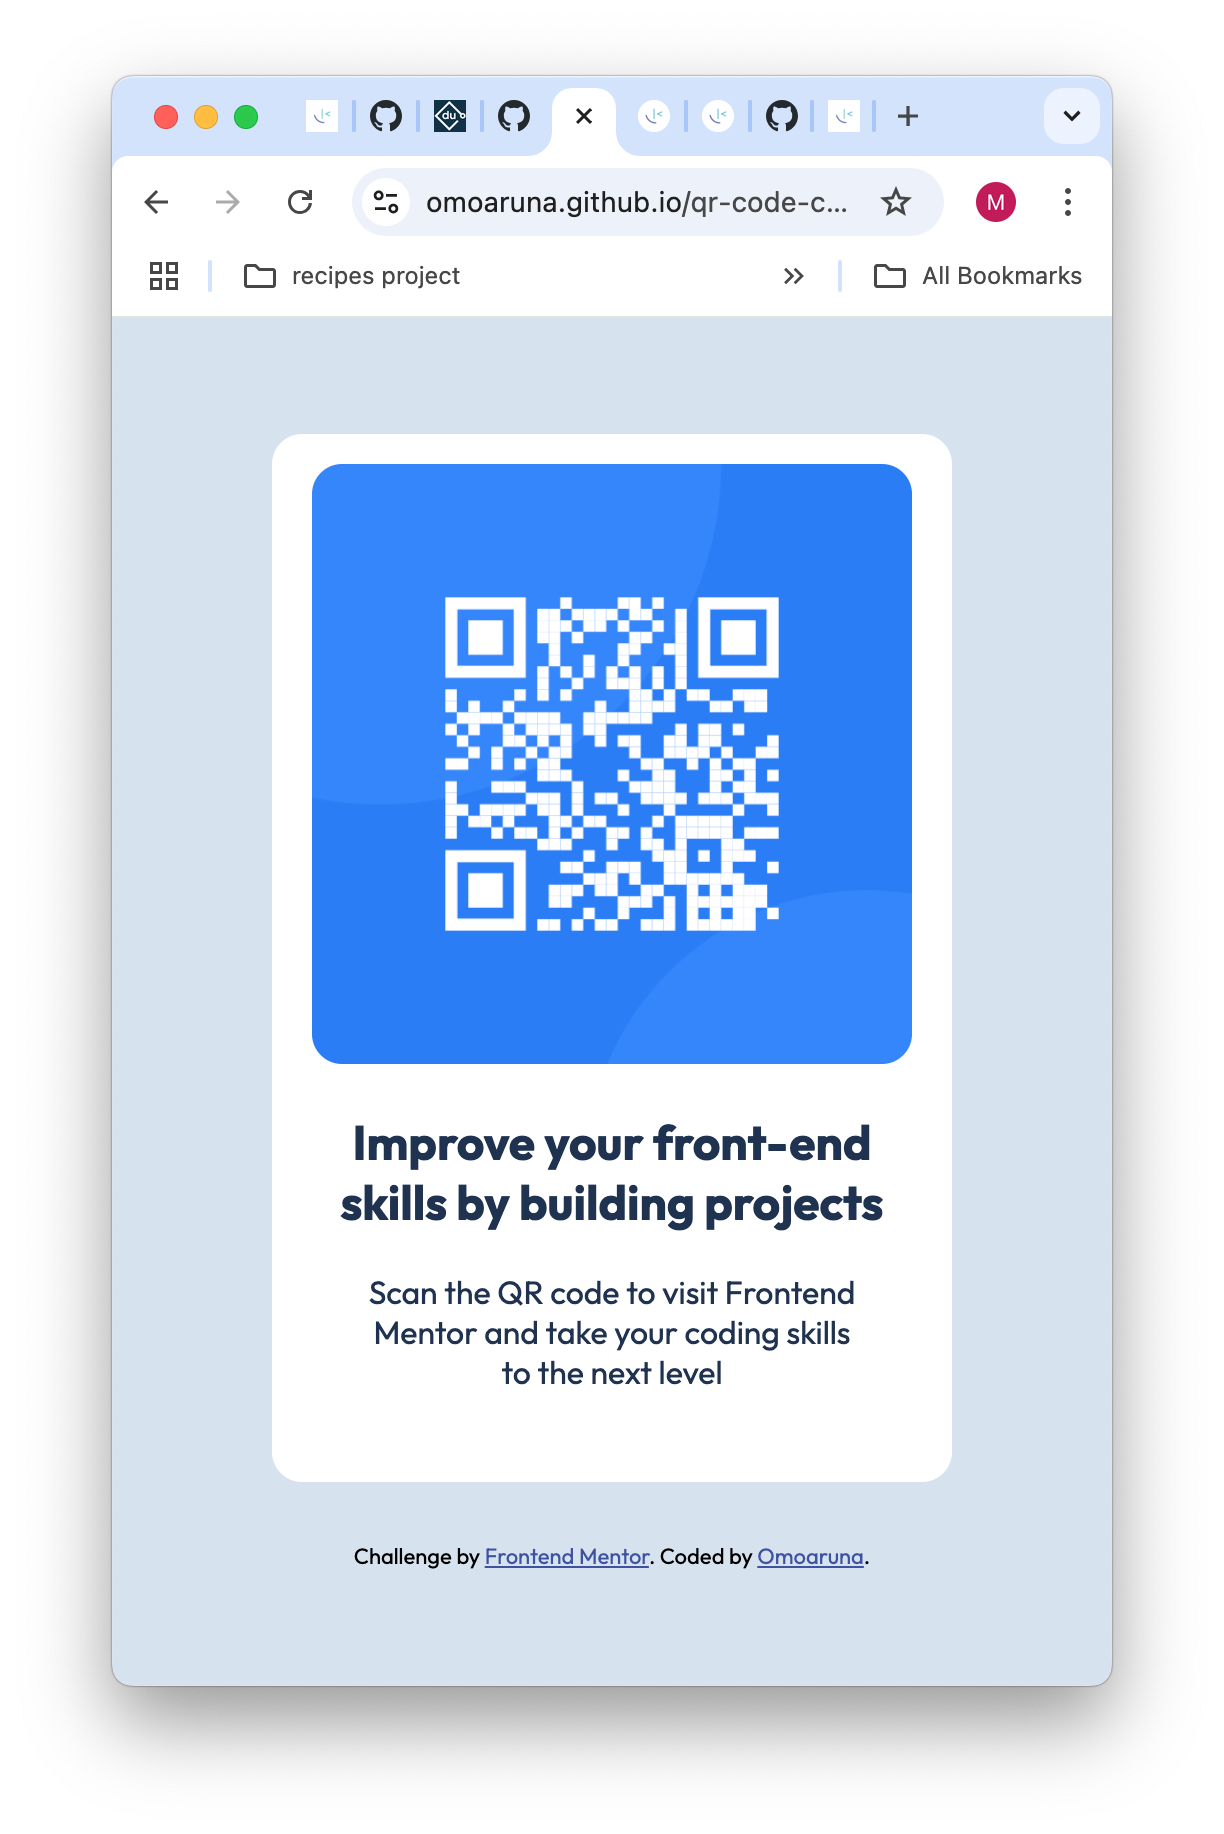 du
omoaruna.github.io/qr-code-c...
M
recipes project
All Bookmarks
Improve your front-end
skills by building projects
Scan the QR code to visit Frontend
Mentor and take your coding skills
to the next level
Challenge by Frontend Mentor. Coded by Omoaruna.